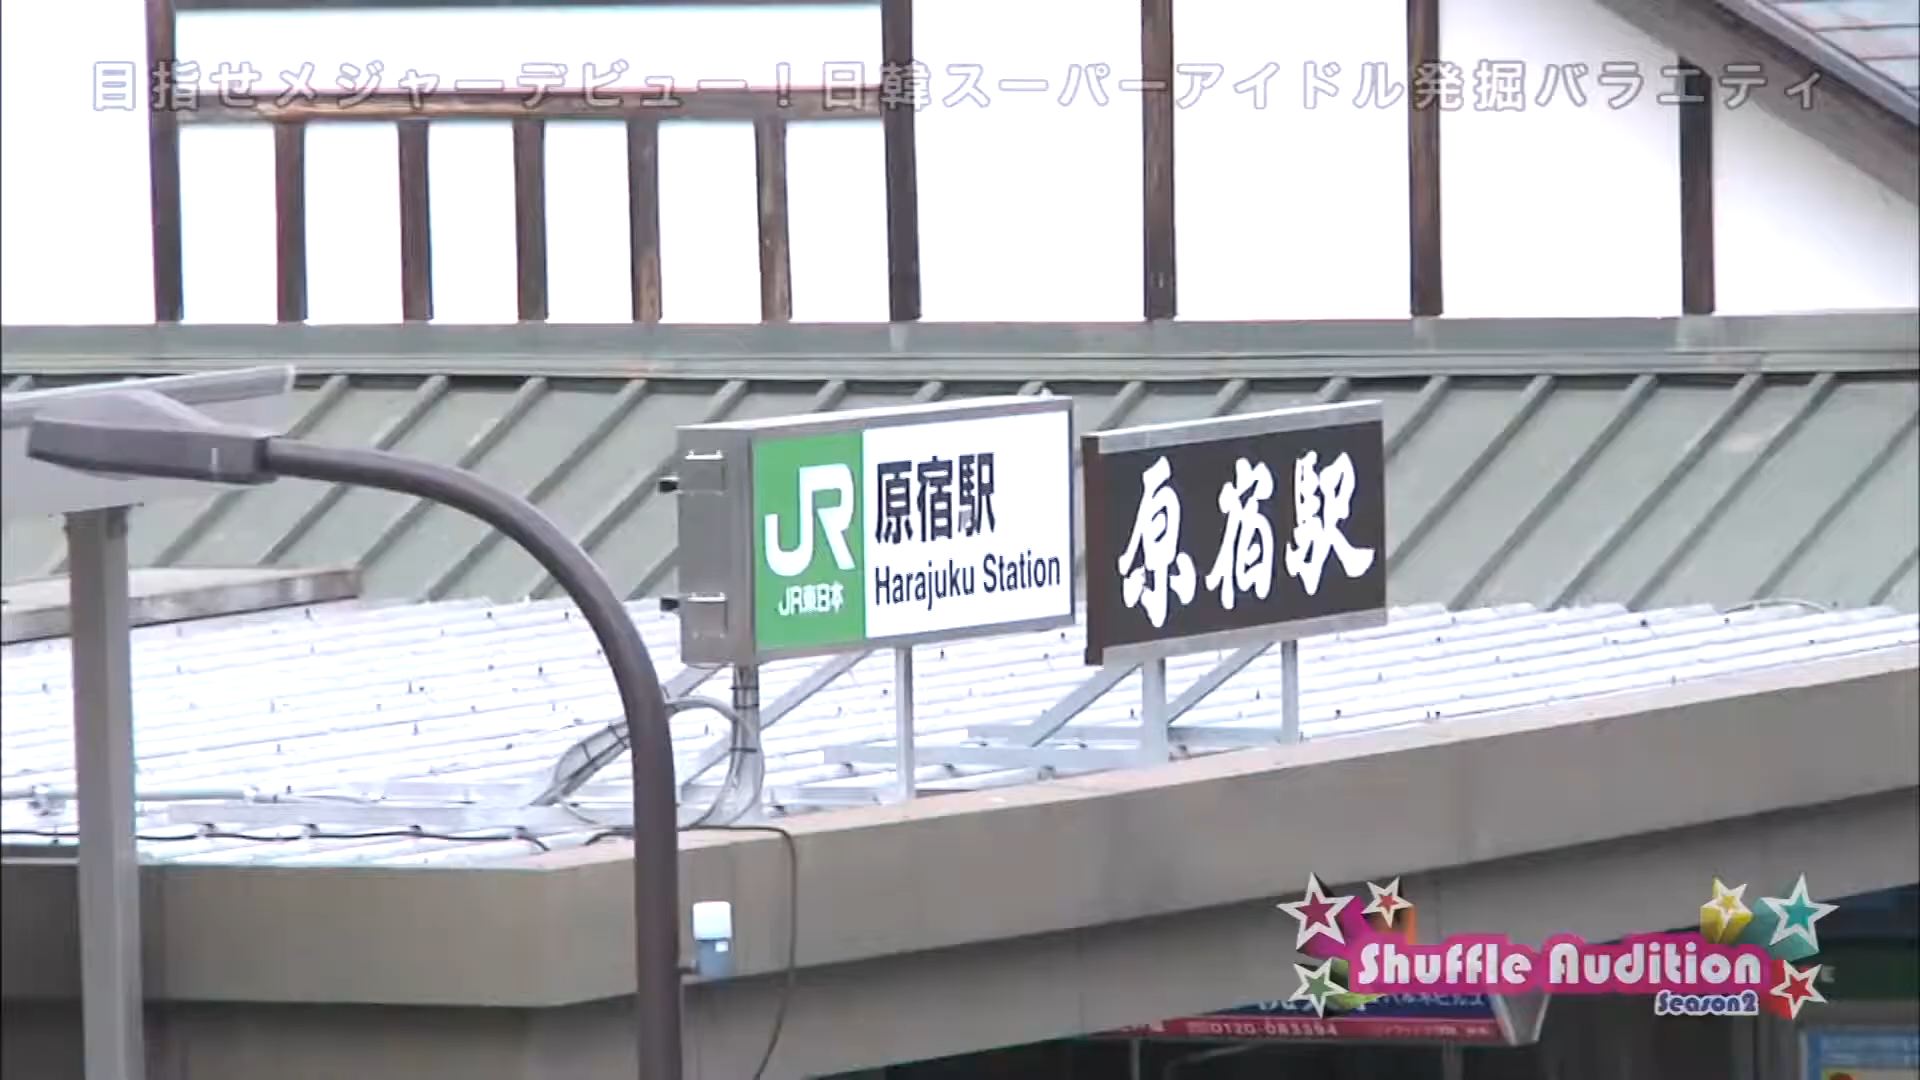 目指せメジャーデビュー！日韓スーパーアイドル発掘バラエティ
JR
JR東日本
原宿駅
Harajuku Station
原宿駅
Shuffle Audition
Season2
0120-083394